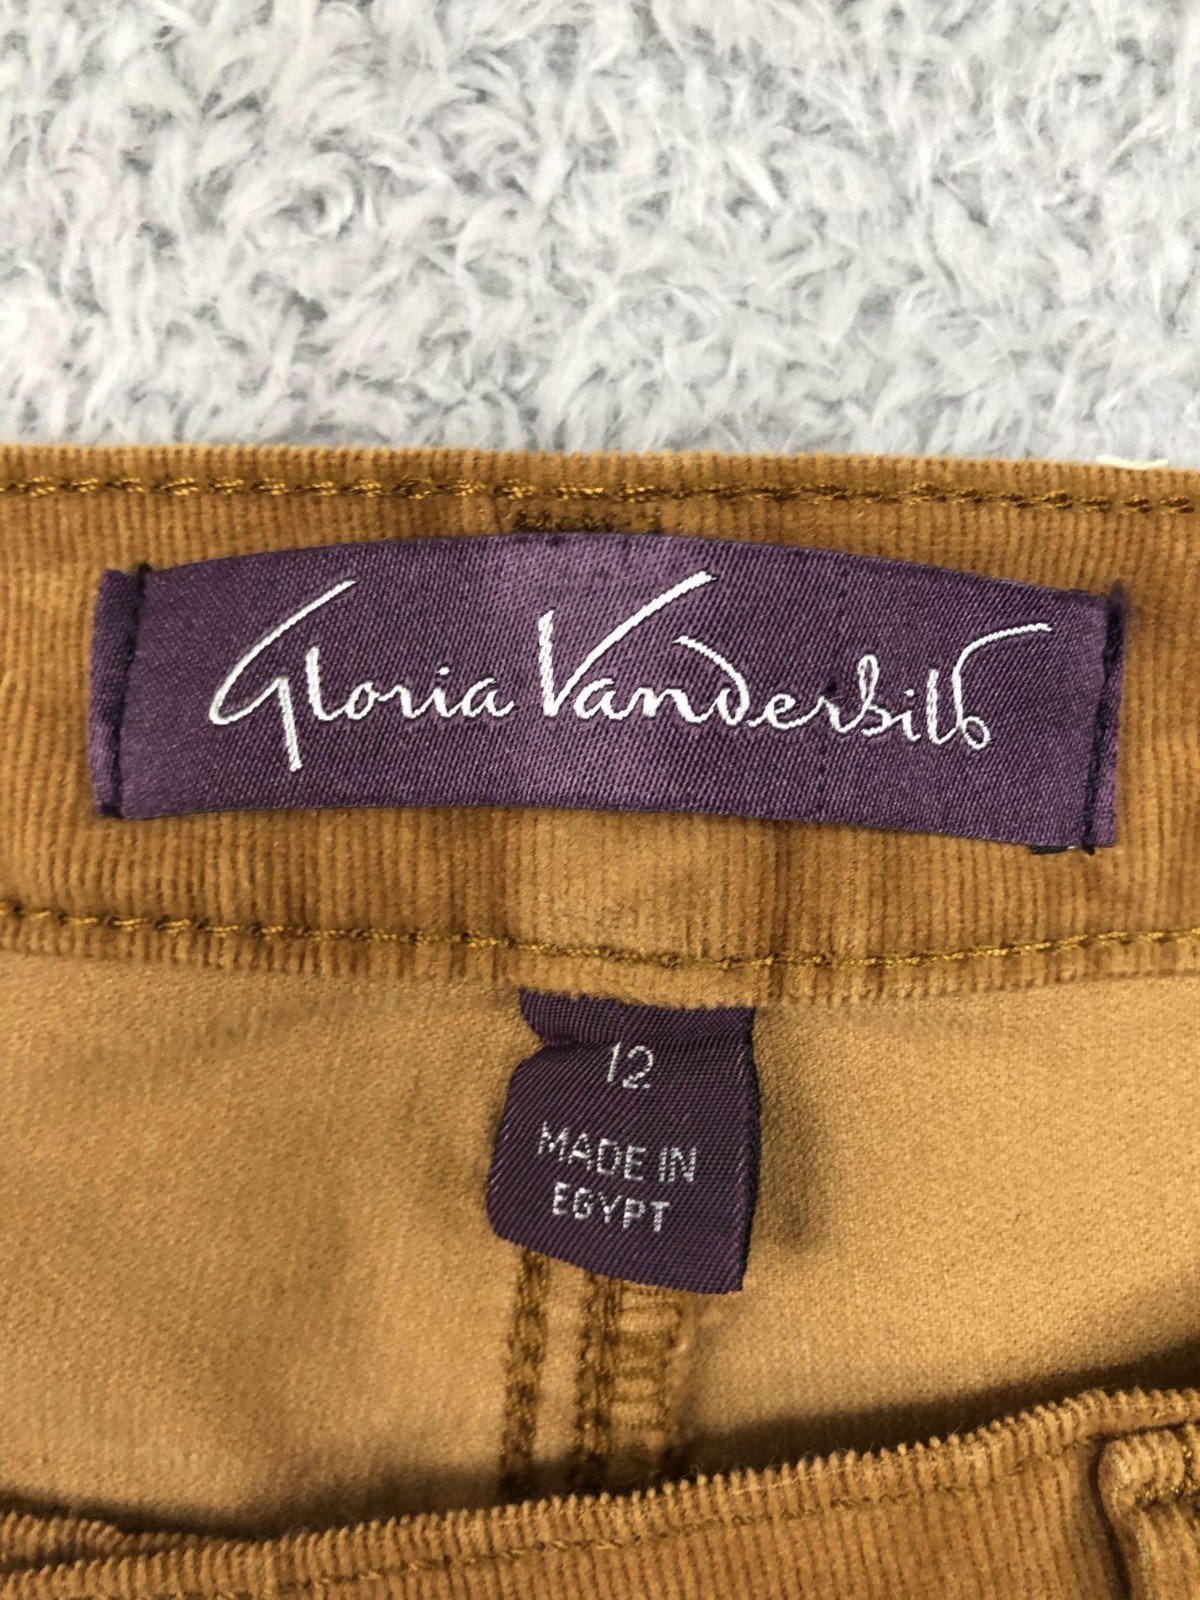 Gloria Vanderbilt
12
MADE IN
EGYPT